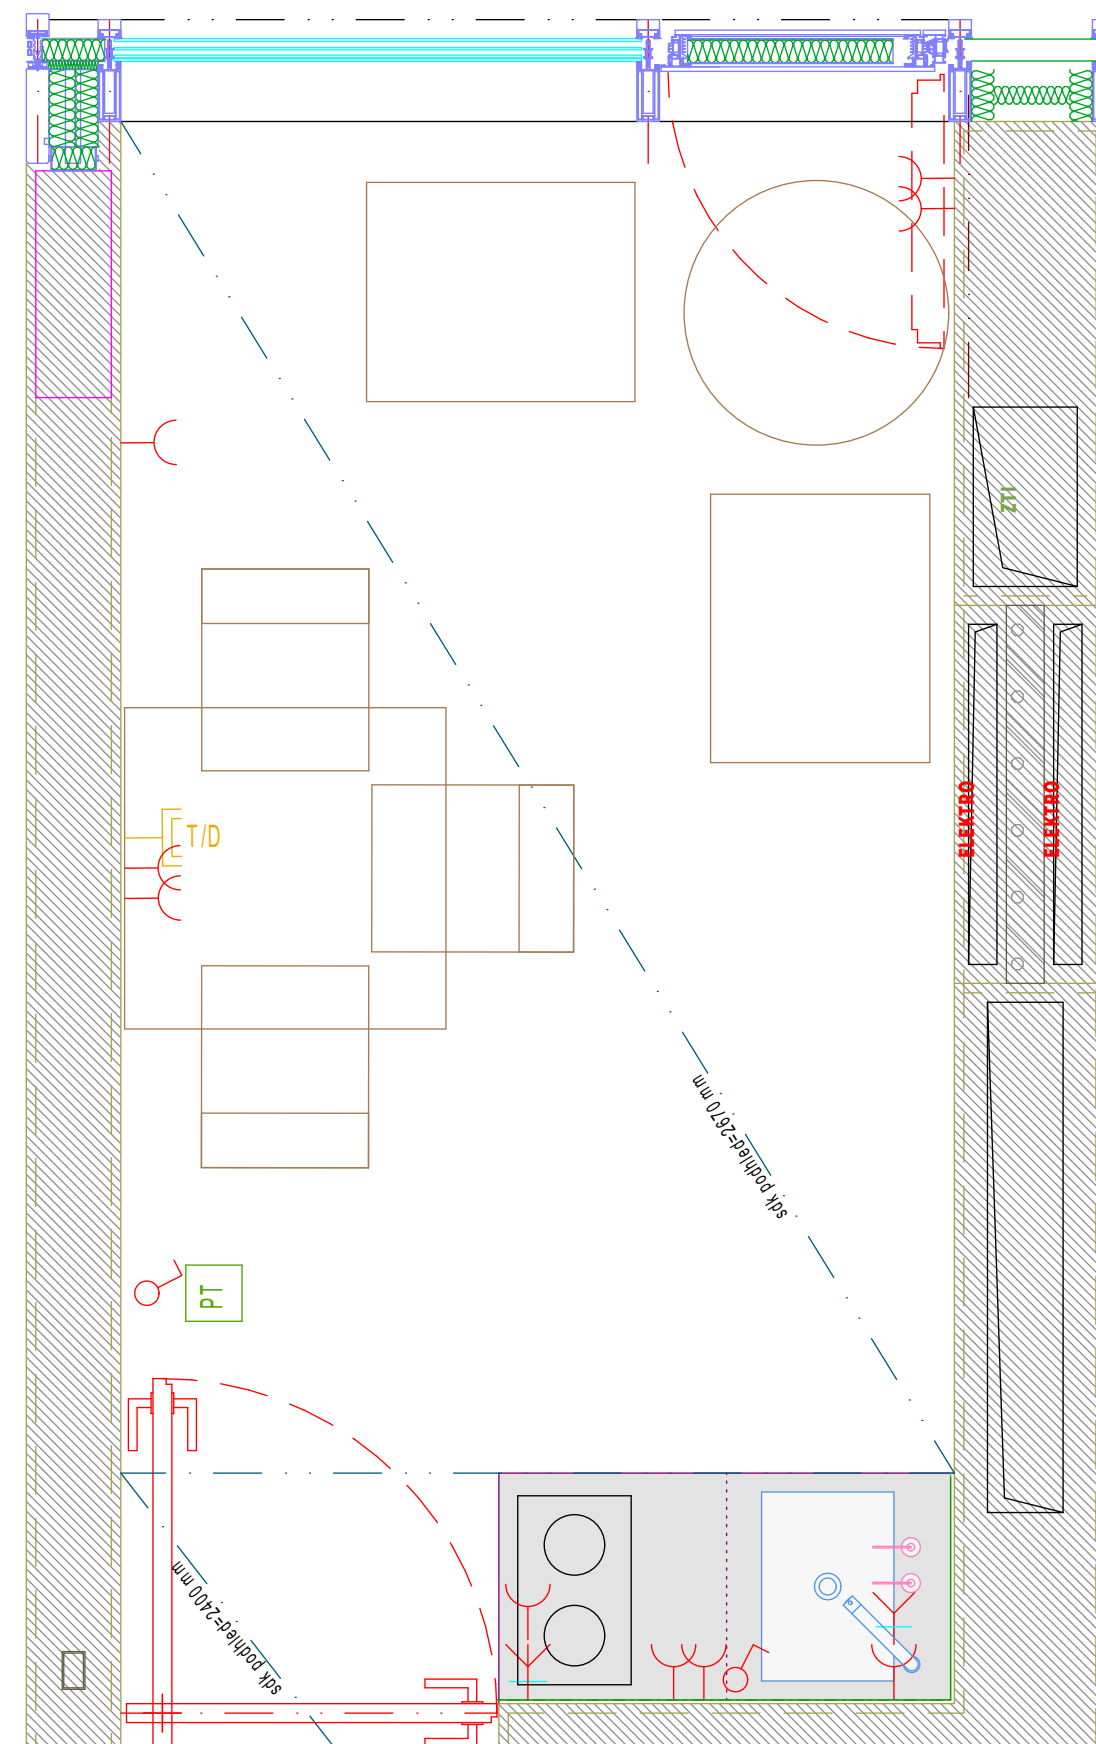 ZTI
ELEKTRO
ELEKTRO
T/D
sdk podhled=2670 mm
PT
sdk podhled=2400 mm